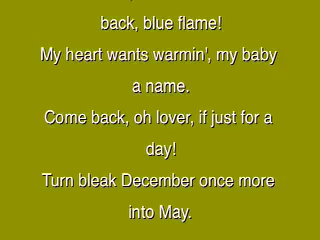 back, blue flame!
My heart wants warmin', my baby
a name.
Come back, oh lover, if just for a
day!
Turn bleak December once more
into May.